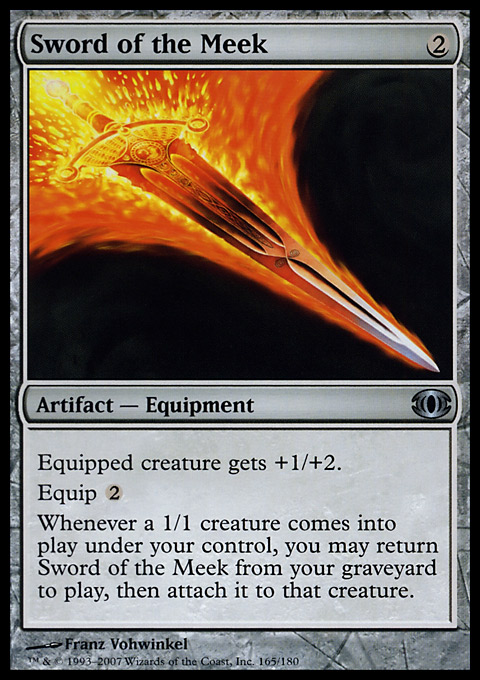 Sword of the Meek 2
Artifact — Equipment
Equipped creature gets +1/+2.
Equip 2
Whenever a 1/1 creature comes into
play under your control, you may return
Sword of the Meek from your graveyard
to play, then attach it to that creature.
Franz Vohwinkel
™ & © 1993–2007 Wizards of the Coast, Inc. 165/180